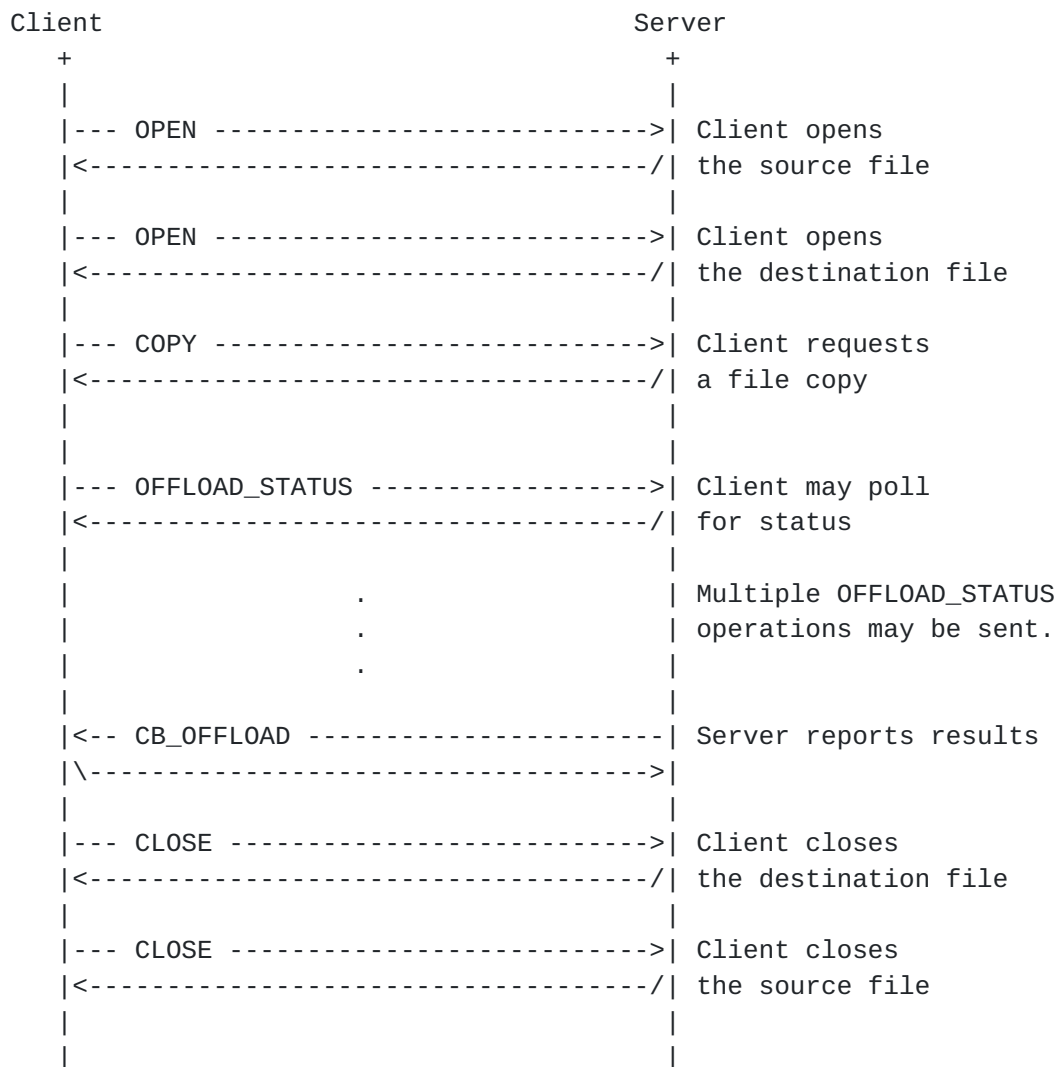 Client                                  Server
   +                                      +
   |                                      |
   |--- OPEN ---------------------------->| Client opens
   |<------------------------------------/| the source file
   |                                      |
   |--- OPEN ---------------------------->| Client opens
   |<------------------------------------/| the destination file
   |                                      |
   |--- COPY ---------------------------->| Client requests
   |<------------------------------------/| a file copy
   |                                      |
   |                                      |
   |--- OFFLOAD_STATUS ------------------>| Client may poll
   |<------------------------------------/| for status
   |                                      |
   |                  .                   | Multiple OFFLOAD_STATUS
   |                  .                   | operations may be sent.
   |                  .                   |
   |                                      |
   |<-- CB_OFFLOAD -----------------------| Server reports results
   |\------------------------------------>|
   |                                      |
   |--- CLOSE --------------------------->| Client closes
   |<------------------------------------/| the destination file
   |                                      |
   |--- CLOSE --------------------------->| Client closes
   |<------------------------------------/| the source file
   |                                      |
   |                                      |